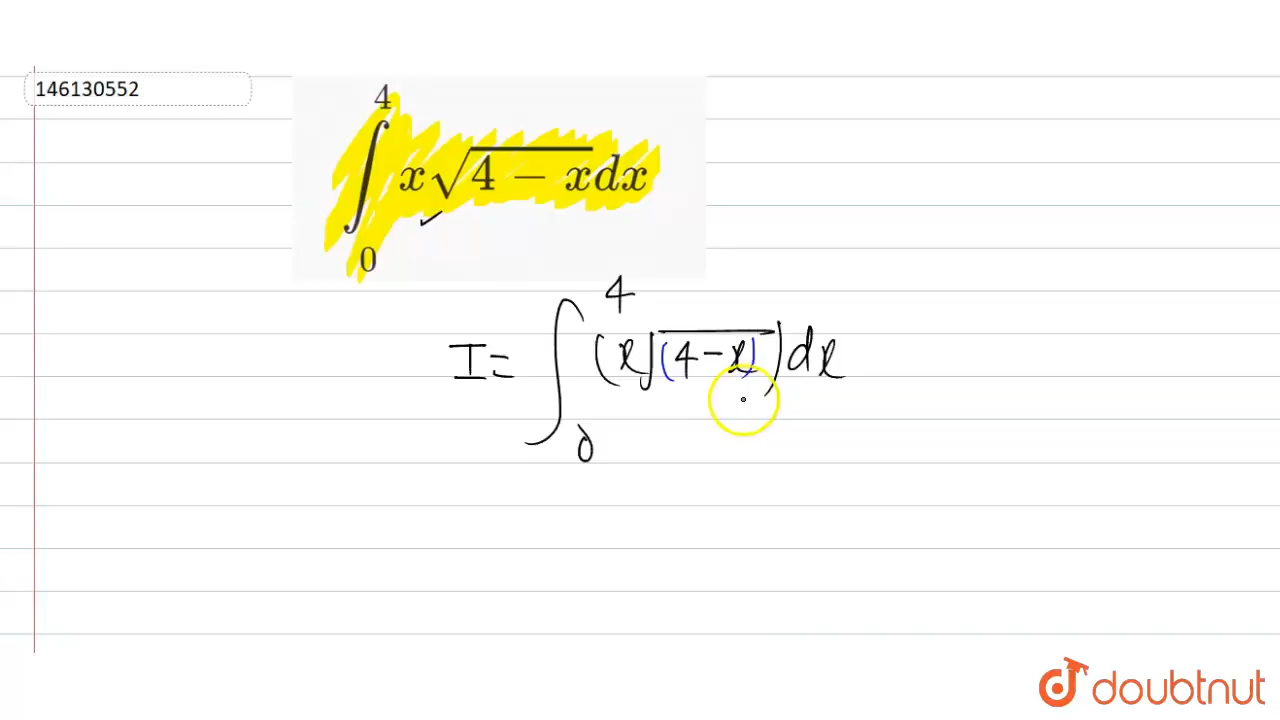 146130552
∫₀⁴ x√(4 − x)dx
I = ∫₀⁴ (x√(4−x)) dx
doubtnut